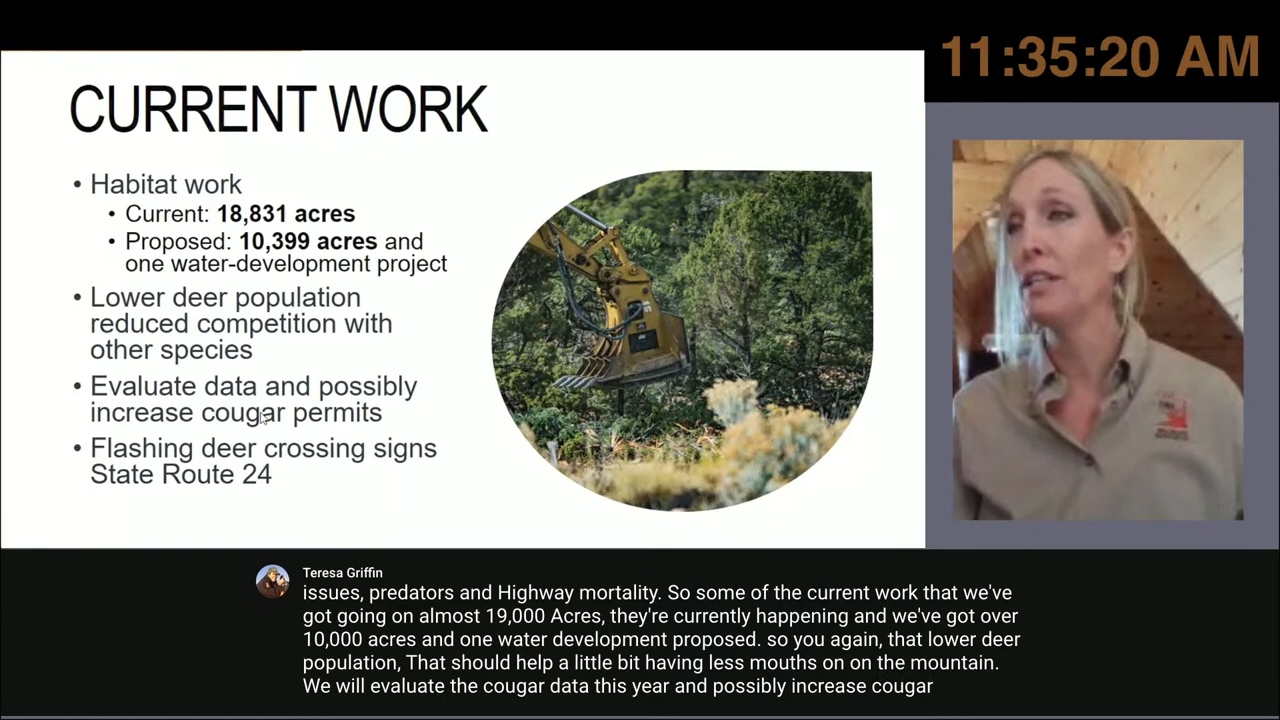 11:35:20 AM
CURRENT WORK
• Habitat work
• Current: 18,831 acres
• Proposed: 10,399 acres and
one water-development project
• Lower deer population
reduced competition with
other species
• Evaluate data and possibly
increase cougar permits
• Flashing deer crossing signs
State Route 24
Teresa Griffin
issues, predators and Highway mortality. So some of the current work that we've
got going on almost 19,000 Acres, they're currently happening and we've got over
10,000 acres and one water development proposed. so you again, that lower deer
population, That should help a little bit having less mouths on on the mountain.
We will evaluate the cougar data this year and possibly increase cougar